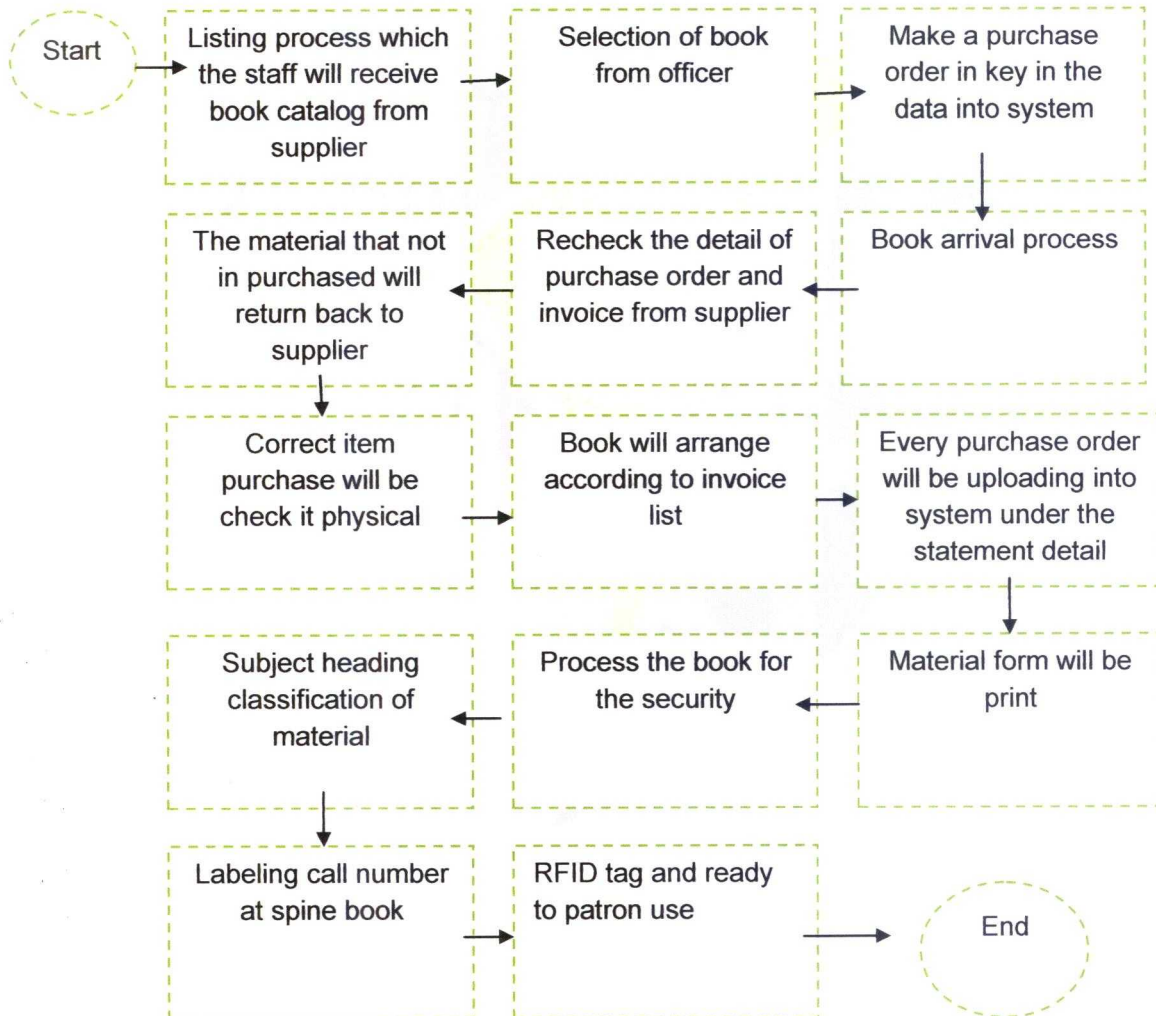 Start
Listing process which
the staff will receive
book catalog from
supplier
Selection of book
from officer
Make a purchase
order in key in the
data into system
Book arrival process
Recheck the detail of
purchase order and
invoice from supplier
The material that not
in purchased will
return back to
supplier
Correct item
purchase will be
check it physical
Book will arrange
according to invoice
list
Every purchase order
will be uploading into
system under the
statement detail
Material form will be
print
Process the book for
the security
Subject heading
classification of
material
Labeling call number
at spine book
RFID tag and ready
to patron use
End